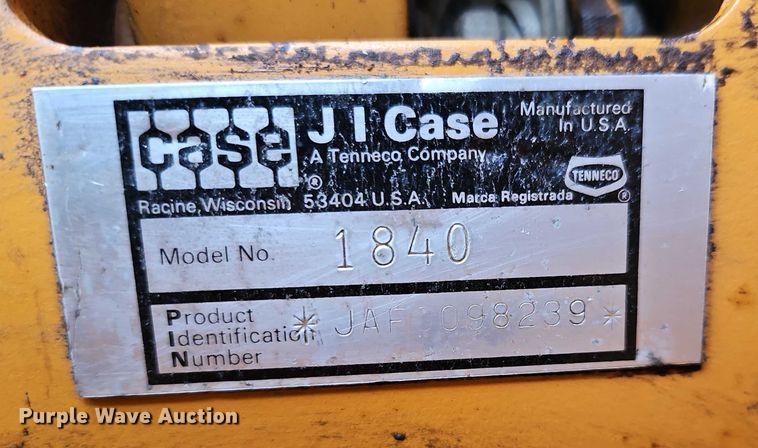 case ®
J I Case
A Tenneco Company
Manufactured
In U.S.A.
TENNECO ®
Racine, Wisconsin 53404 U.S.A. Marca Registrada
Model No. 1840
Product
Identification
Number
* JAF 098239 *
Purple Wave Auction